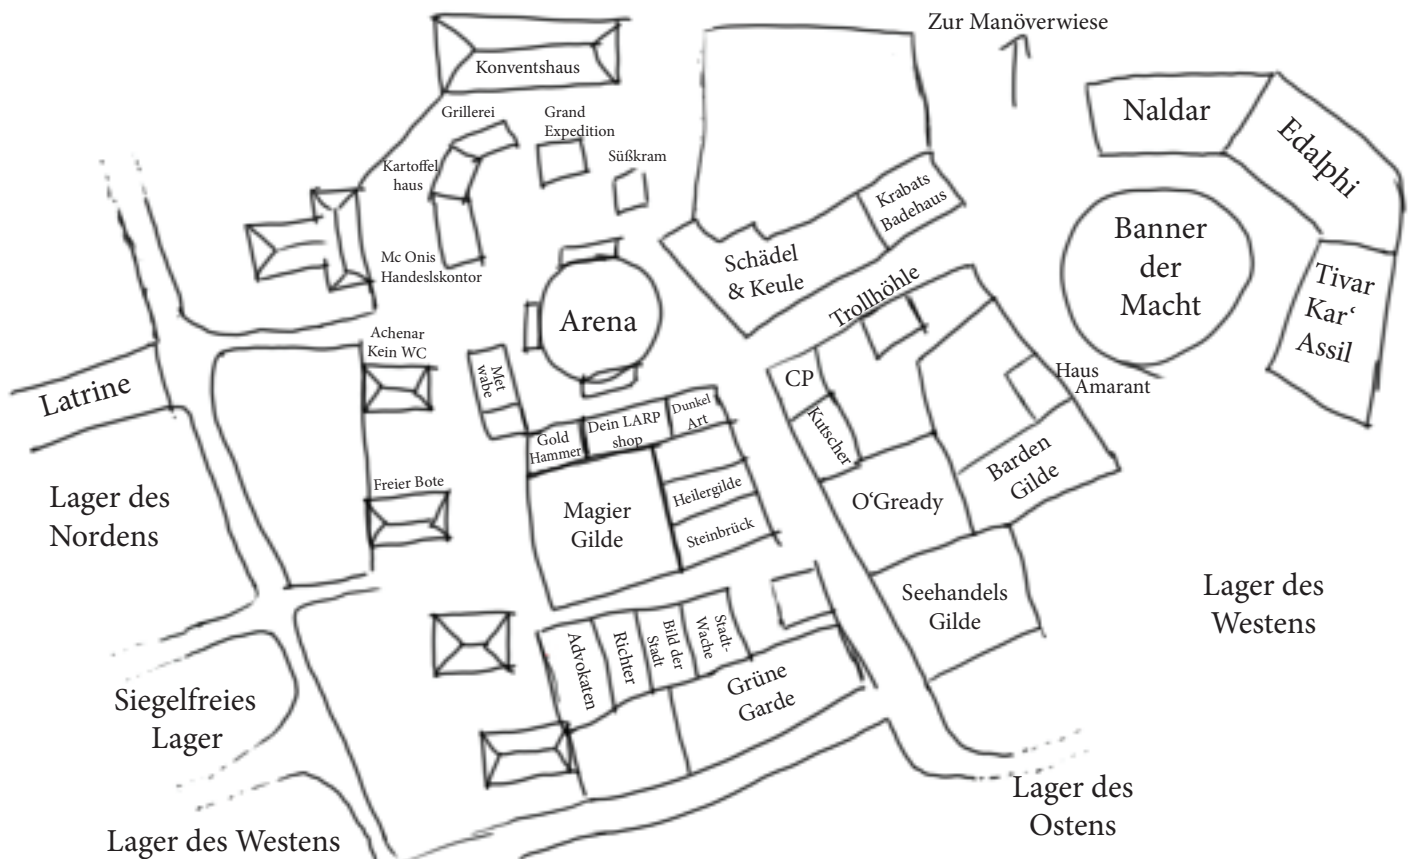 Zur Manöverwiese
Konventshaus
Grillerei
Grand
Expedition
Süßkram
Kartoffel
haus
Mc Onis
Handeslskontor
Krabats
Badehaus
Schädel
& Keule
Naldar
Edalphi
Banner
der
Macht
Tivar
Kar‘
Assil
Arena
Trollhöhle
Achenar
Kein WC
Met
wabe
Latrine
CP
Kutscher
Haus
Amarant
Gold
Hammer
Dein LARP
shop
Dunkel
Art
Barden
Gilde
Freier Bote
Lager des
Nordens
Magier
Gilde
Heilergilde
Steinbrück
O‘Gready
Seehandels
Gilde
Lager des
Westens
Advokaten
Richter
Bild der
Stadt
Stadt-
Wache
Grüne
Garde
Siegelfreies
Lager
Lager des Westens
Lager des
Ostens